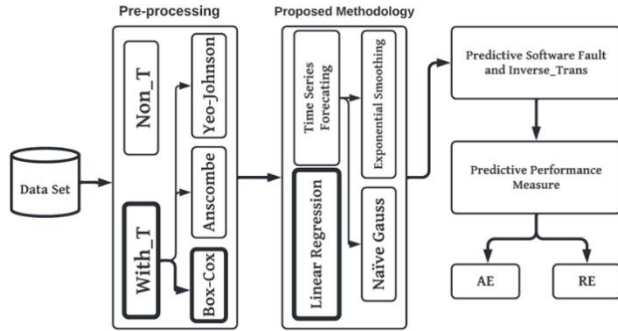 Pre-processing
Proposed Methodology
Data Set
Non_T
With_T
Yeo-Johnson
Anscombe
Box-Cox
Time Series
Forecating
Linear Regression
Exponential Smoothing
Naïve Gauss
Predictive Software Fault
and Inverse_Trans
Predictive Performance
Measure
AE
RE